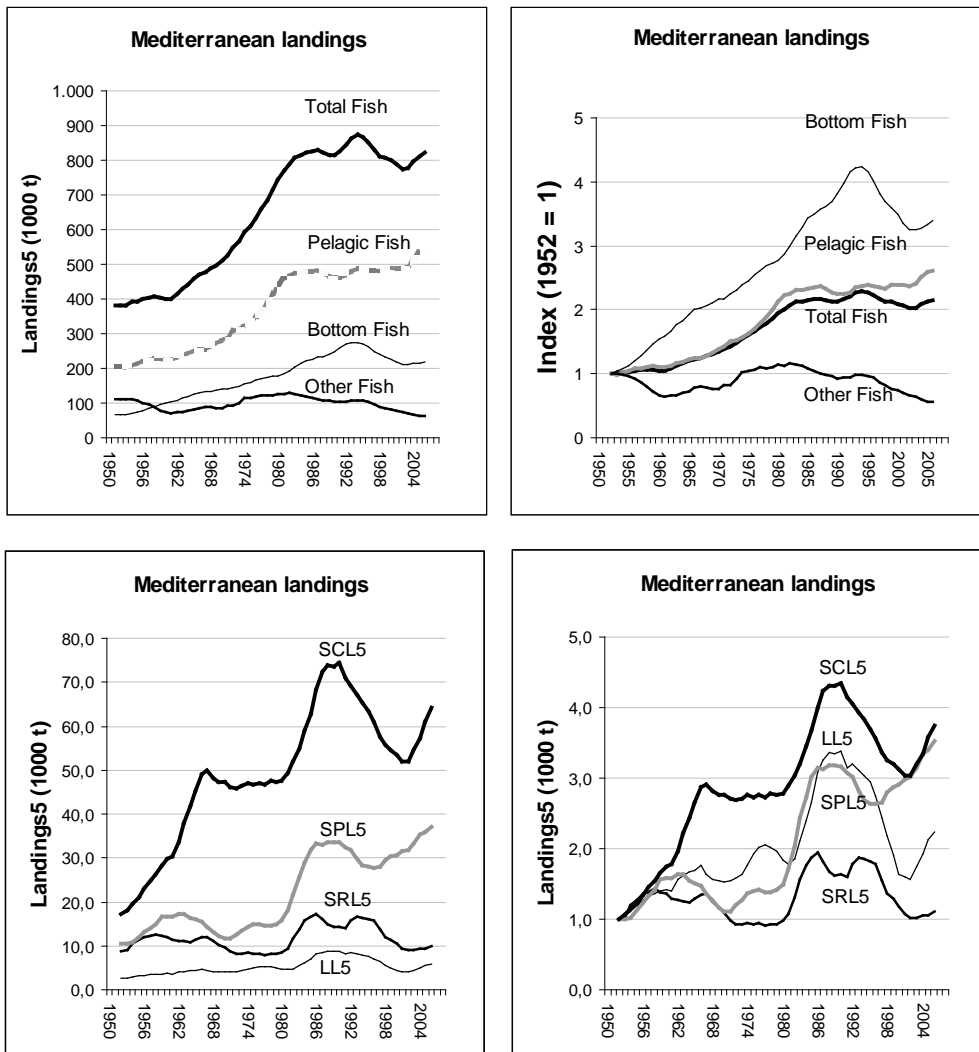 Mediterranean landings
Landings5 (1000 t)
1.000
900
800
700
600
500
400
300
200
100
0
Total Fish
Pelagic Fish
Bottom Fish
Other Fish
1950 1956 1962 1968 1974 1980 1986 1992 1998 2004
Mediterranean landings
Index (1952 = 1)
5
4
3
2
1
0
Bottom Fish
Pelagic Fish
Total Fish
Other Fish
1950 1955 1960 1965 1970 1975 1980 1985 1990 1995 2000 2005
Mediterranean landings
Landings5 (1000 t)
80,0
70,0
60,0
50,0
40,0
30,0
20,0
10,0
0,0
SCL5
SPL5
SRL5
LL5
1950 1956 1962 1968 1974 1980 1986 1992 1998 2004
Mediterranean landings
Landings5 (1000 t)
5,0
4,0
3,0
2,0
1,0
0,0
SCL5
LL5
SPL5
SRL5
1950 1956 1962 1968 1974 1980 1986 1992 1998 2004